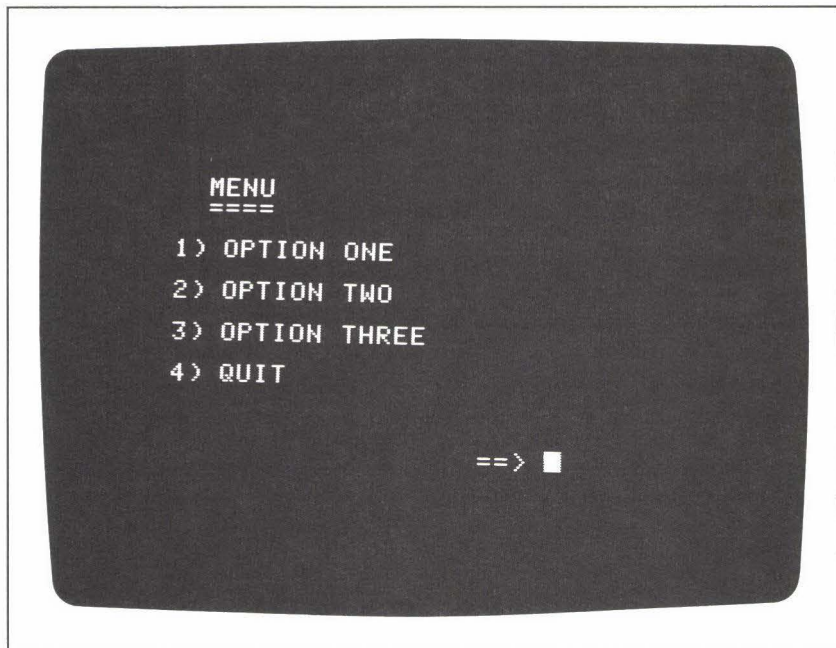 MENU
====
1) OPTION ONE
2) OPTION TWO
3) OPTION THREE
4) QUIT
==>